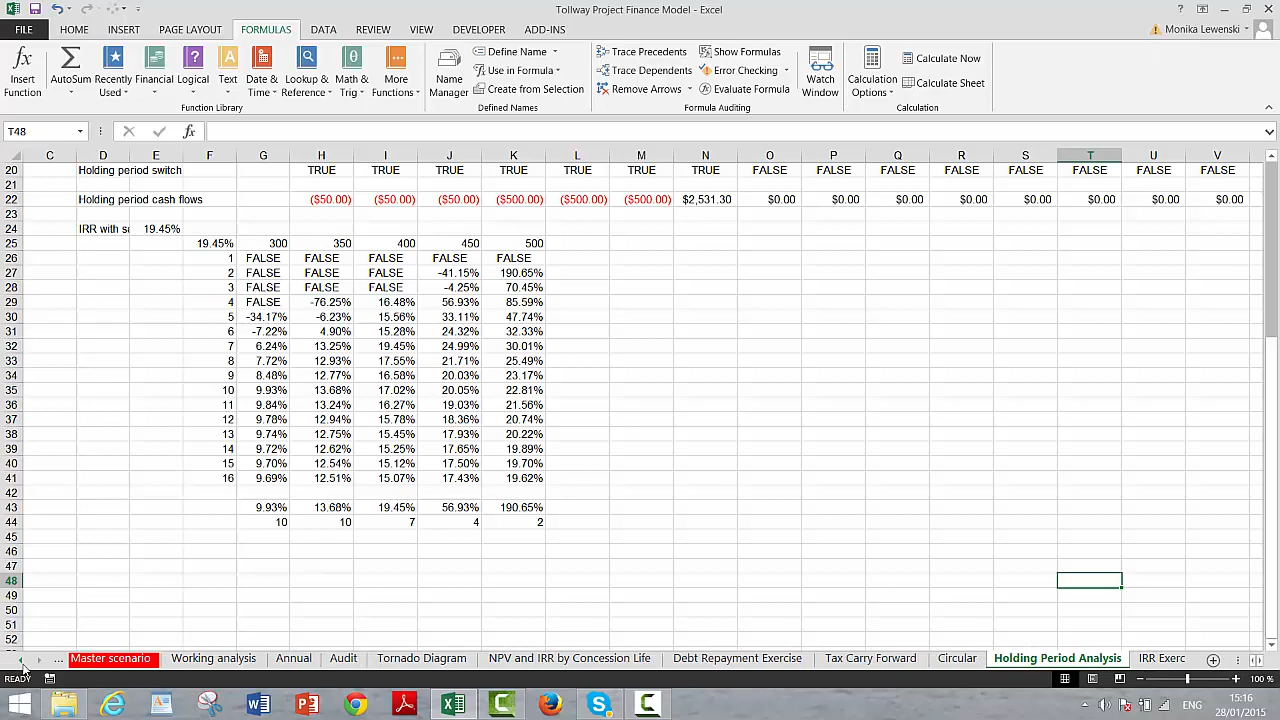 Tollway Project Finance Model - Excel
FILE HOME INSERT PAGE LAYOUT FORMULAS DATA REVIEW VIEW DEVELOPER ADD-INS Monika Lewenski
Insert Function
AutoSum
Recently Used
Financial
Logical
Text
Date & Time
Lookup & Reference
Math & Trig
More Functions
Function Library
Name Manager
Define Name
Use in Formula
Create from Selection
Defined Names
Trace Precedents
Trace Dependents
Remove Arrows
Show Formulas
Error Checking
Evaluate Formula
Formula Auditing
Watch Window
Calculation Options
Calculate Now
Calculate Sheet
Calculation
T48 fx
C D E F G H I J K L M N O P Q R S T U V
20 Holding period switch TRUE TRUE TRUE TRUE TRUE TRUE TRUE FALSE FALSE FALSE FALSE FALSE FALSE FALSE FALSE
21
22 Holding period cash flows ($50.00) ($50.00) ($50.00) ($500.00) ($500.00) ($500.00) $2,531.30 $0.00 $0.00 $0.00 $0.00 $0.00 $0.00 $0.00 $0.00
23
24 IRR with s 19.45%
25 19.45% 300 350 400 450 500
26 1 FALSE FALSE FALSE FALSE FALSE
27 2 FALSE FALSE FALSE -41.15% 190.65%
28 3 FALSE FALSE FALSE -4.25% 70.45%
29 4 FALSE -76.25% 16.48% 56.93% 85.59%
30 5 -34.17% -6.23% 15.56% 33.11% 47.74%
31 6 -7.22% 4.90% 15.28% 24.32% 32.33%
32 7 6.24% 13.25% 19.45% 24.99% 30.01%
33 8 7.72% 12.93% 17.55% 21.71% 25.49%
34 9 8.48% 12.77% 16.58% 20.03% 23.17%
35 10 9.93% 13.68% 17.02% 20.05% 22.81%
36 11 9.84% 13.24% 16.27% 19.03% 21.56%
37 12 9.78% 12.94% 15.78% 18.36% 20.74%
38 13 9.74% 12.75% 15.45% 17.93% 20.22%
39 14 9.72% 12.62% 15.25% 17.65% 19.89%
40 15 9.70% 12.54% 15.12% 17.50% 19.70%
41 16 9.69% 12.51% 15.07% 17.43% 19.62%
42
43 9.93% 13.68% 19.45% 56.93% 190.65%
44 10 10 7 4 2
45
46
47
48
49
50
51
52
... Master scenario Working analysis Annual Audit Tornado Diagram NPV and IRR by Concession Life Debt Repayment Exercise Tax Carry Forward Circular Holding Period Analysis IRR Exerc
READY 100 %
ENG 15:16
28/01/2015